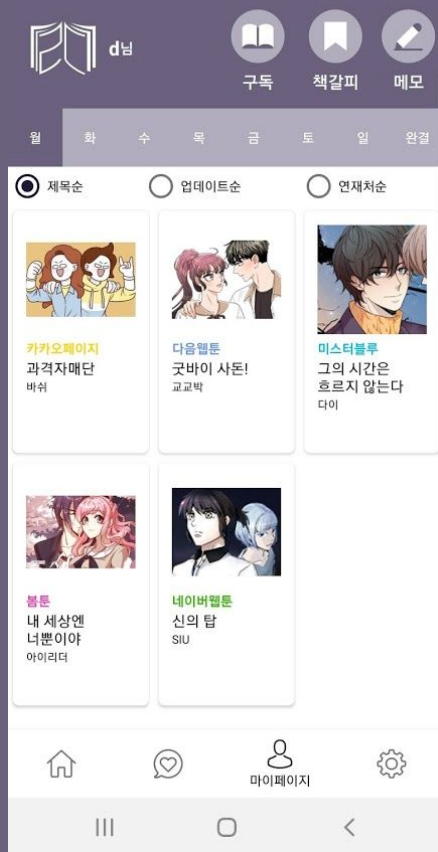 d님
구독 책갈피 메모
월 화 수 목 금 토 일 완결
제목순 업데이트순 연재처순
카카오페이지
과격자매단
바쉬
다음웹툰
굿바이 사돈!
교교박
미스터블루
그의 시간은
흐르지 않는다
다이
봄툰
내 세상엔
너뿐이야
아이리더
네이버웹툰
신의 탑
SIU
마이페이지